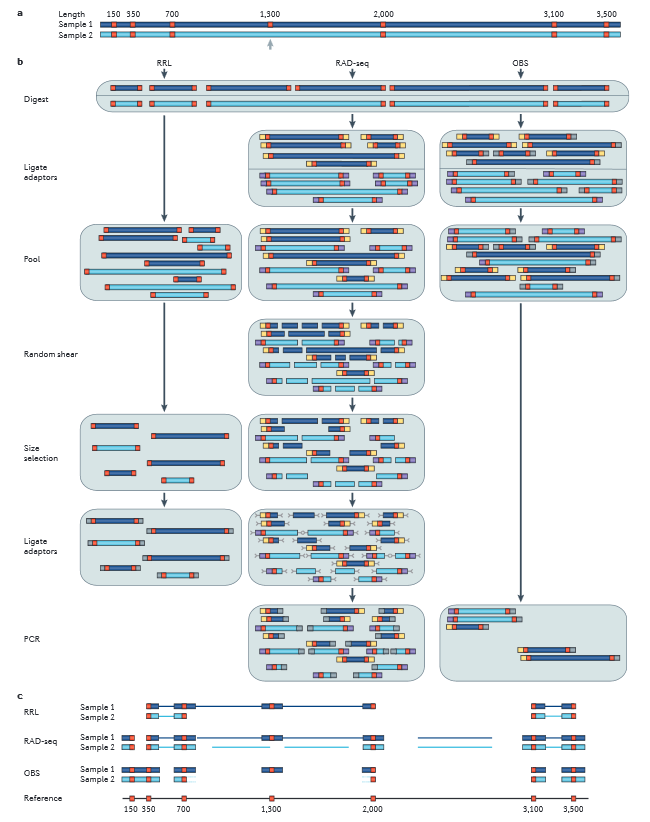 a
Length 150 350 700 1,300 2,000 3,100 3,500
Sample 1
Sample 2
b
RRL RAD-seq OBS
Digest
Ligate
adaptors
Pool
Random shear
Size
selection
Ligate
adaptors
PCR
c
RRL Sample 1
Sample 2
RAD-seq Sample 1
Sample 2
OBS Sample 1
Sample 2
Reference
150 350 700 1,300 2,000 3,100 3,500